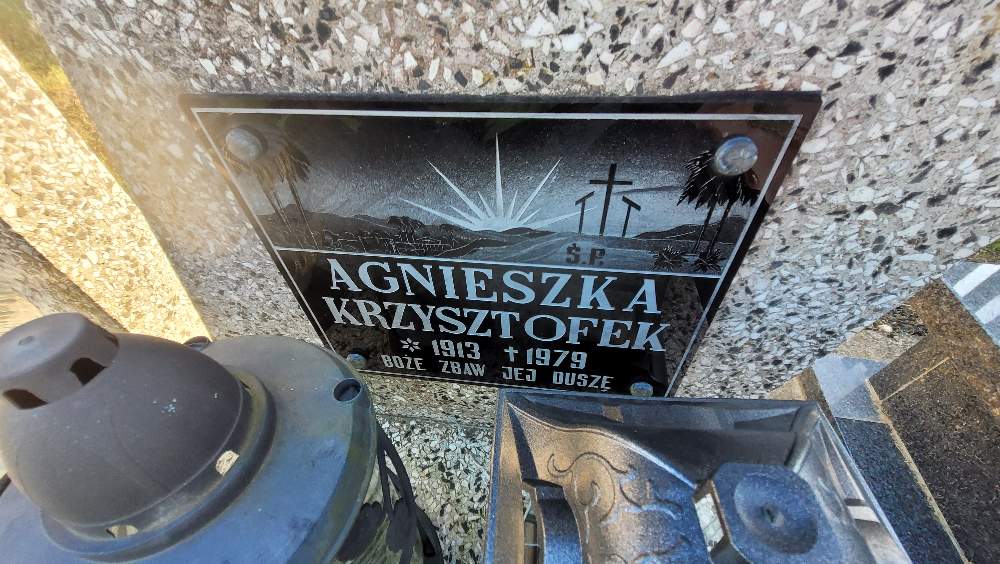 Ś.P.
AGNIESZKA
KRZYSZTOFEK
* 1913 † 1979
BOŻE ZBAW JEJ DUSZĘ